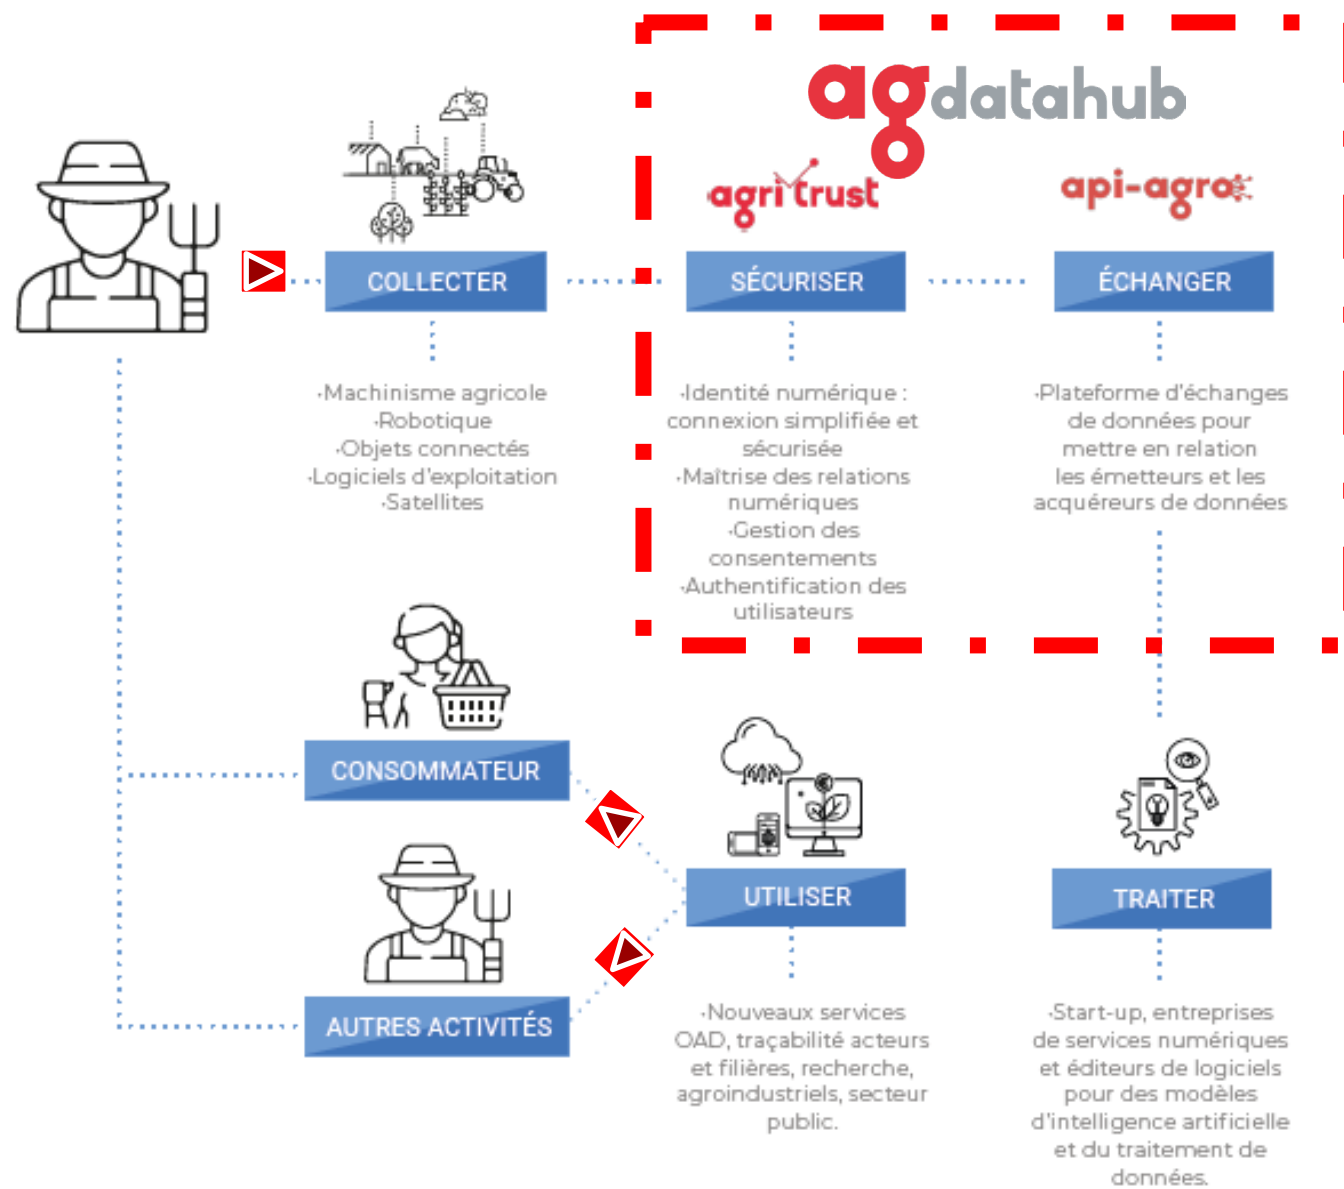 agdatahub
agritrust
api-agro
COLLECTER
SÉCURISER
ÉCHANGER
·Machinisme agricole
·Robotique
·Objets connectés
·Logiciels d'exploitation
·Satellites
·Identité numérique :
connexion simplifiée et
sécurisée
·Maîtrise des relations
numériques
·Gestion des
consentements
·Authentification des
utilisateurs
·Plateforme d'échanges
de données pour
mettre en relation
les émetteurs et les
acquéreurs de données
CONSOMMATEUR
AUTRES ACTIVITÉS
UTILISER
TRAITER
·Nouveaux services
OAD, traçabilité acteurs
et filières, recherche,
agroindustriels, secteur
public.
·Start-up, entreprises
de services numériques
et éditeurs de logiciels
pour des modèles
d'intelligence artificielle
et du traitement de
données.